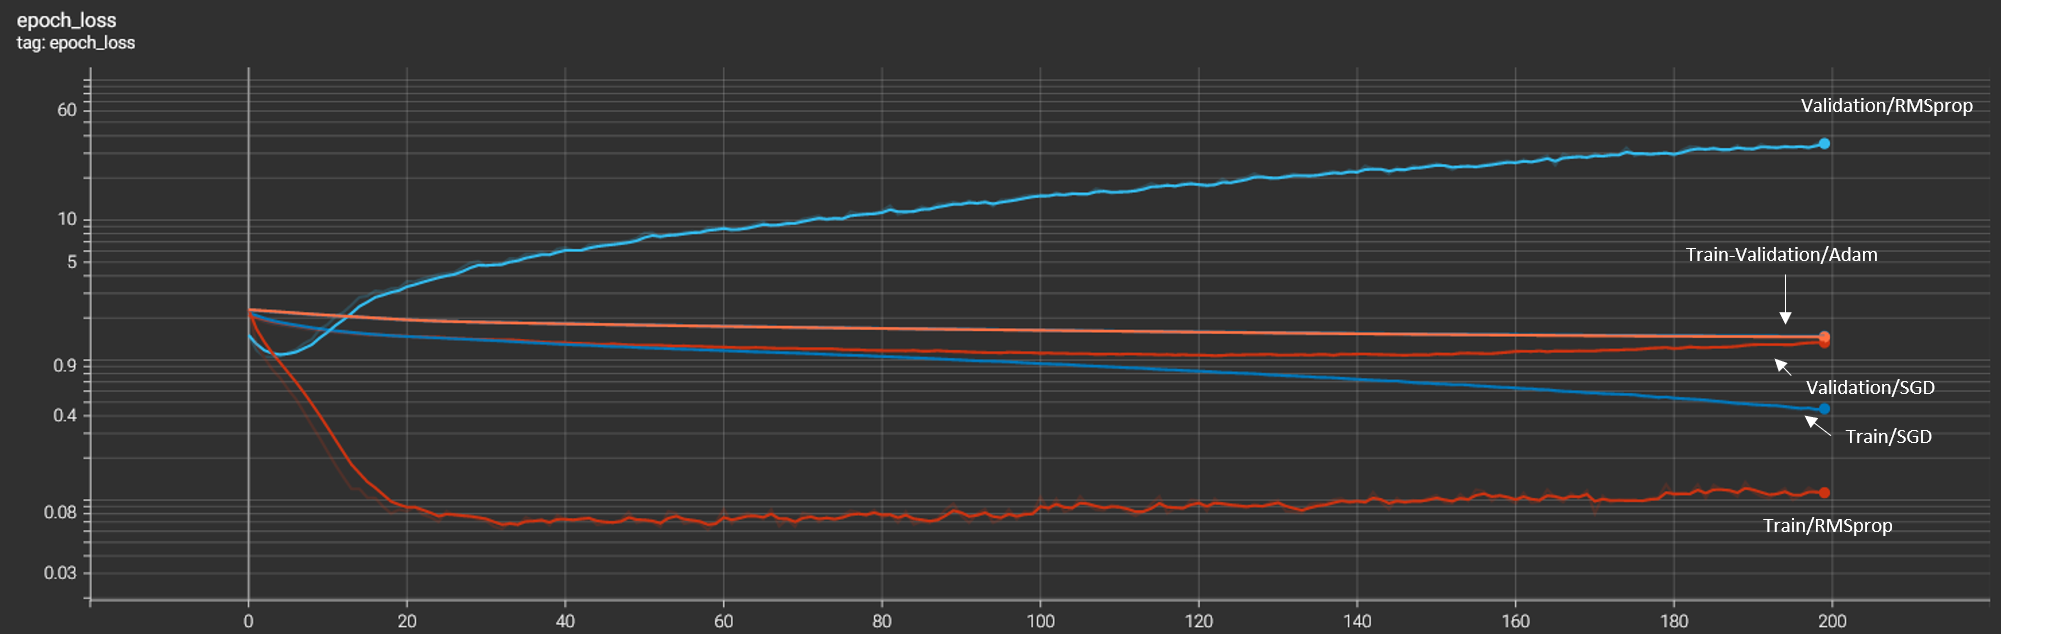 epoch_loss
tag: epoch_loss
60
Validation/RMSprop
10
Train-Validation/Adam
5
0.9
Validation/SGD
0.4
Train/SGD
0.08
Train/RMSprop
0.03
0 20 40 60 80 100 120 140 160 180 200